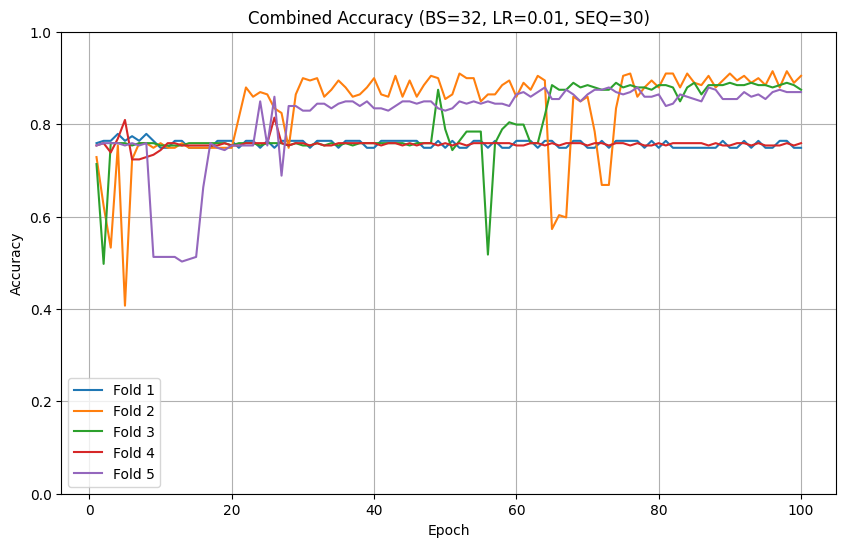 Combined Accuracy (BS=32, LR=0.01, SEQ=30)
1.0
0.8
0.6
0.4
0.2
0.0
Accuracy
Fold 1
Fold 2
Fold 3
Fold 4
Fold 5
0 20 40 60 80 100
Epoch